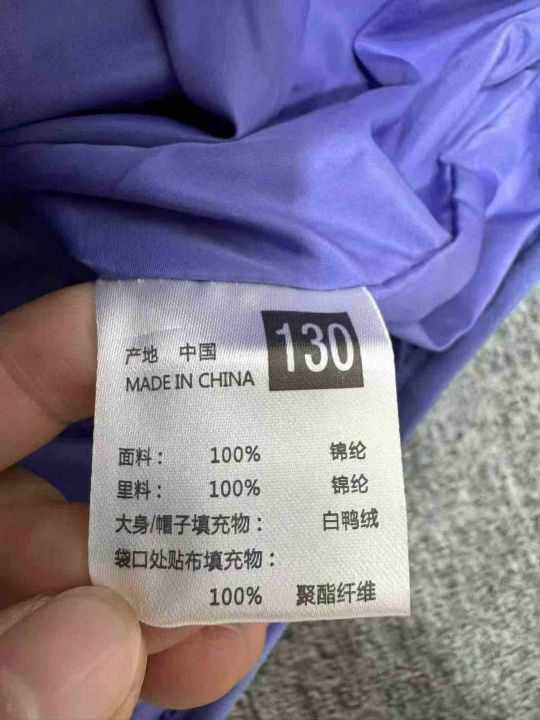 130
产地 中国
MADE IN CHINA
面料： 100% 锦纶
里料： 100% 锦纶
大身/帽子填充物： 白鸭绒
袋口处贴布填充物：
100% 聚酯纤维